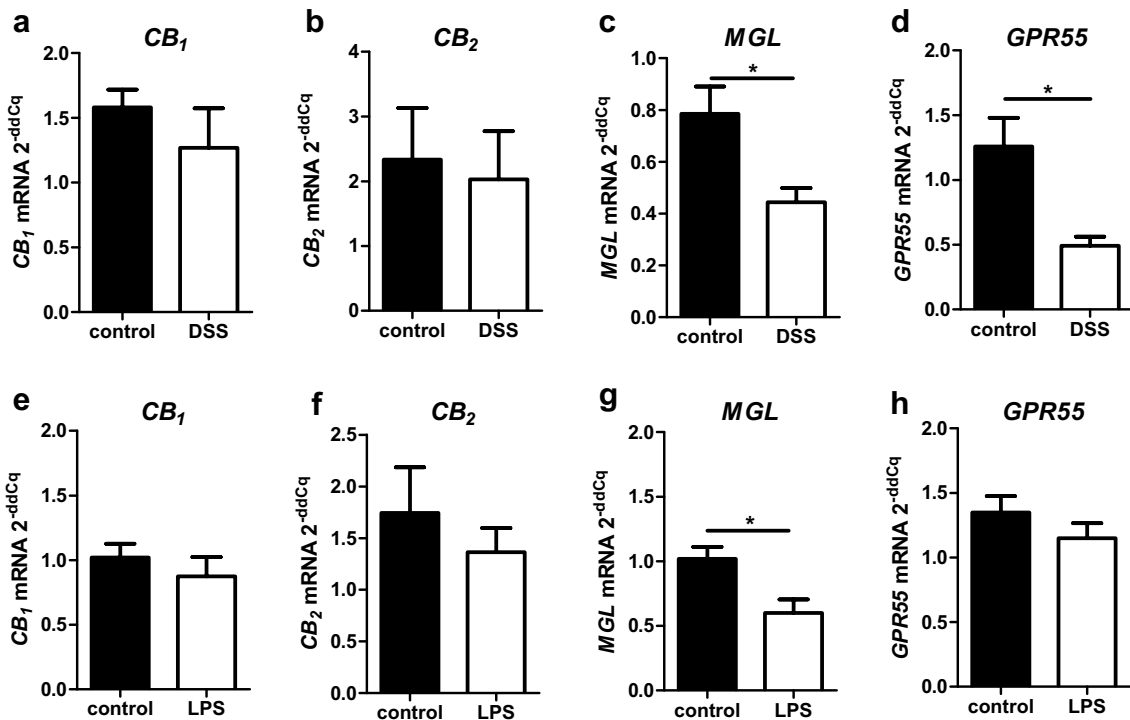 a
CB1
CB1 mRNA 2-ddCq
2.0
1.5
1.0
0.5
0.0
control DSS
b
CB2
CB2 mRNA 2-ddCq
4
3
2
1
0
control DSS
c
MGL
MGL mRNA 2-ddCq
1.0
0.8
0.6
0.4
0.2
0.0
*
control DSS
d
GPR55
GPR55 mRNA 2-ddCq
2.0
1.5
1.0
0.5
0.0
*
control DSS
e
CB1
CB1 mRNA 2-ddCq
2.0
1.5
1.0
0.5
0.0
control LPS
f
CB2
CB2 mRNA 2-ddCq
2.5
2.0
1.5
1.0
0.5
0.0
control LPS
g
MGL
MGL mRNA 2-ddCq
2.0
1.5
1.0
0.5
0.0
*
control LPS
h
GPR55
GPR55 mRNA 2-ddCq
2.0
1.5
1.0
0.5
0.0
control LPS